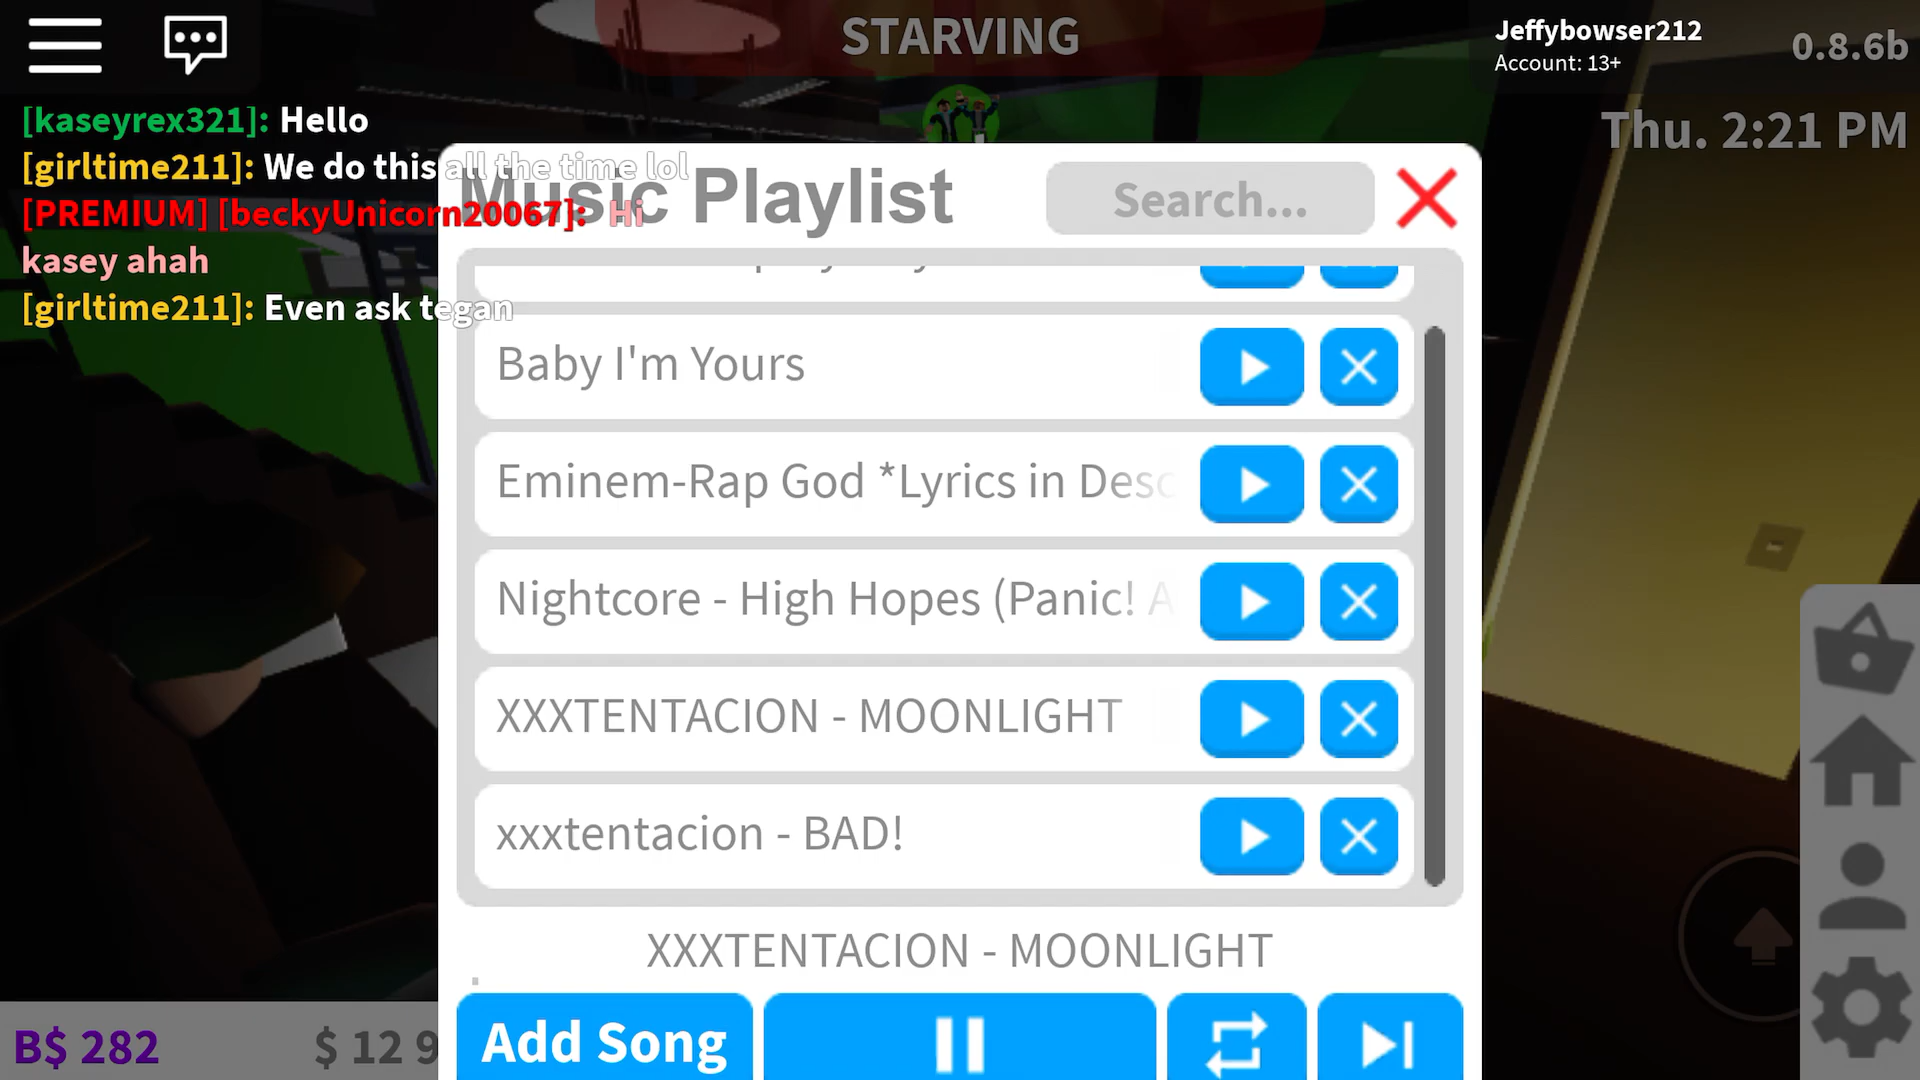 STARVING
Jeffybowser212
Account: 13+
0.8.6b
Thu. 2:21 PM
[kaseyrex321]: Hello
[girltime211]: We do this all the time lol
[PREMIUM] [beckyUnicorn20067]: Hi
kasey ahah
[girltime211]: Even ask tegan
Music Playlist
Search...
Baby I'm Yours
Eminem-Rap God *Lyrics in Desc
Nightcore - High Hopes (Panic! A
XXXTENTACION - MOONLIGHT
xxxtentacion - BAD!
XXXTENTACION - MOONLIGHT
Add Song
B$ 282
$ 12 9